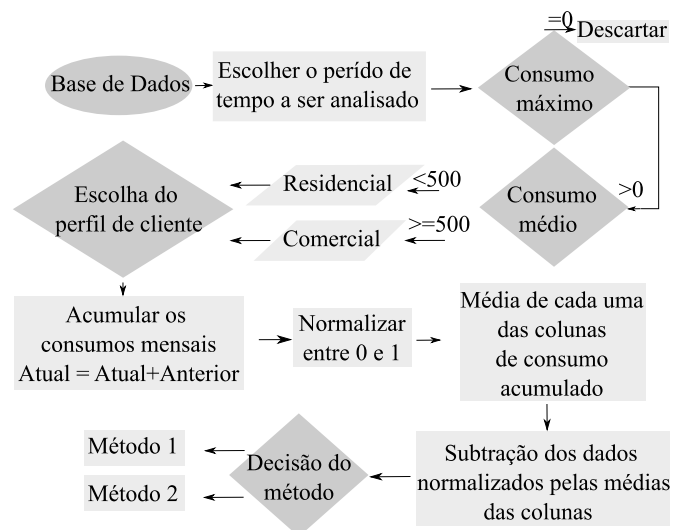 =0
Descartar
Base de Dados
Escolher o perído de
tempo a ser analisado
Consumo
máximo
Escolha do
perfil de cliente
Residencial
<500
Comercial
>=500
Consumo
médio
>0
Acumular os
consumos mensais
Atual = Atual+Anterior
Normalizar
entre 0 e 1
Média de cada uma
das colunas
de consumo
acumulado
Método 1
Método 2
Decisão do
método
Subtração dos dados
normalizados pelas médias
das colunas